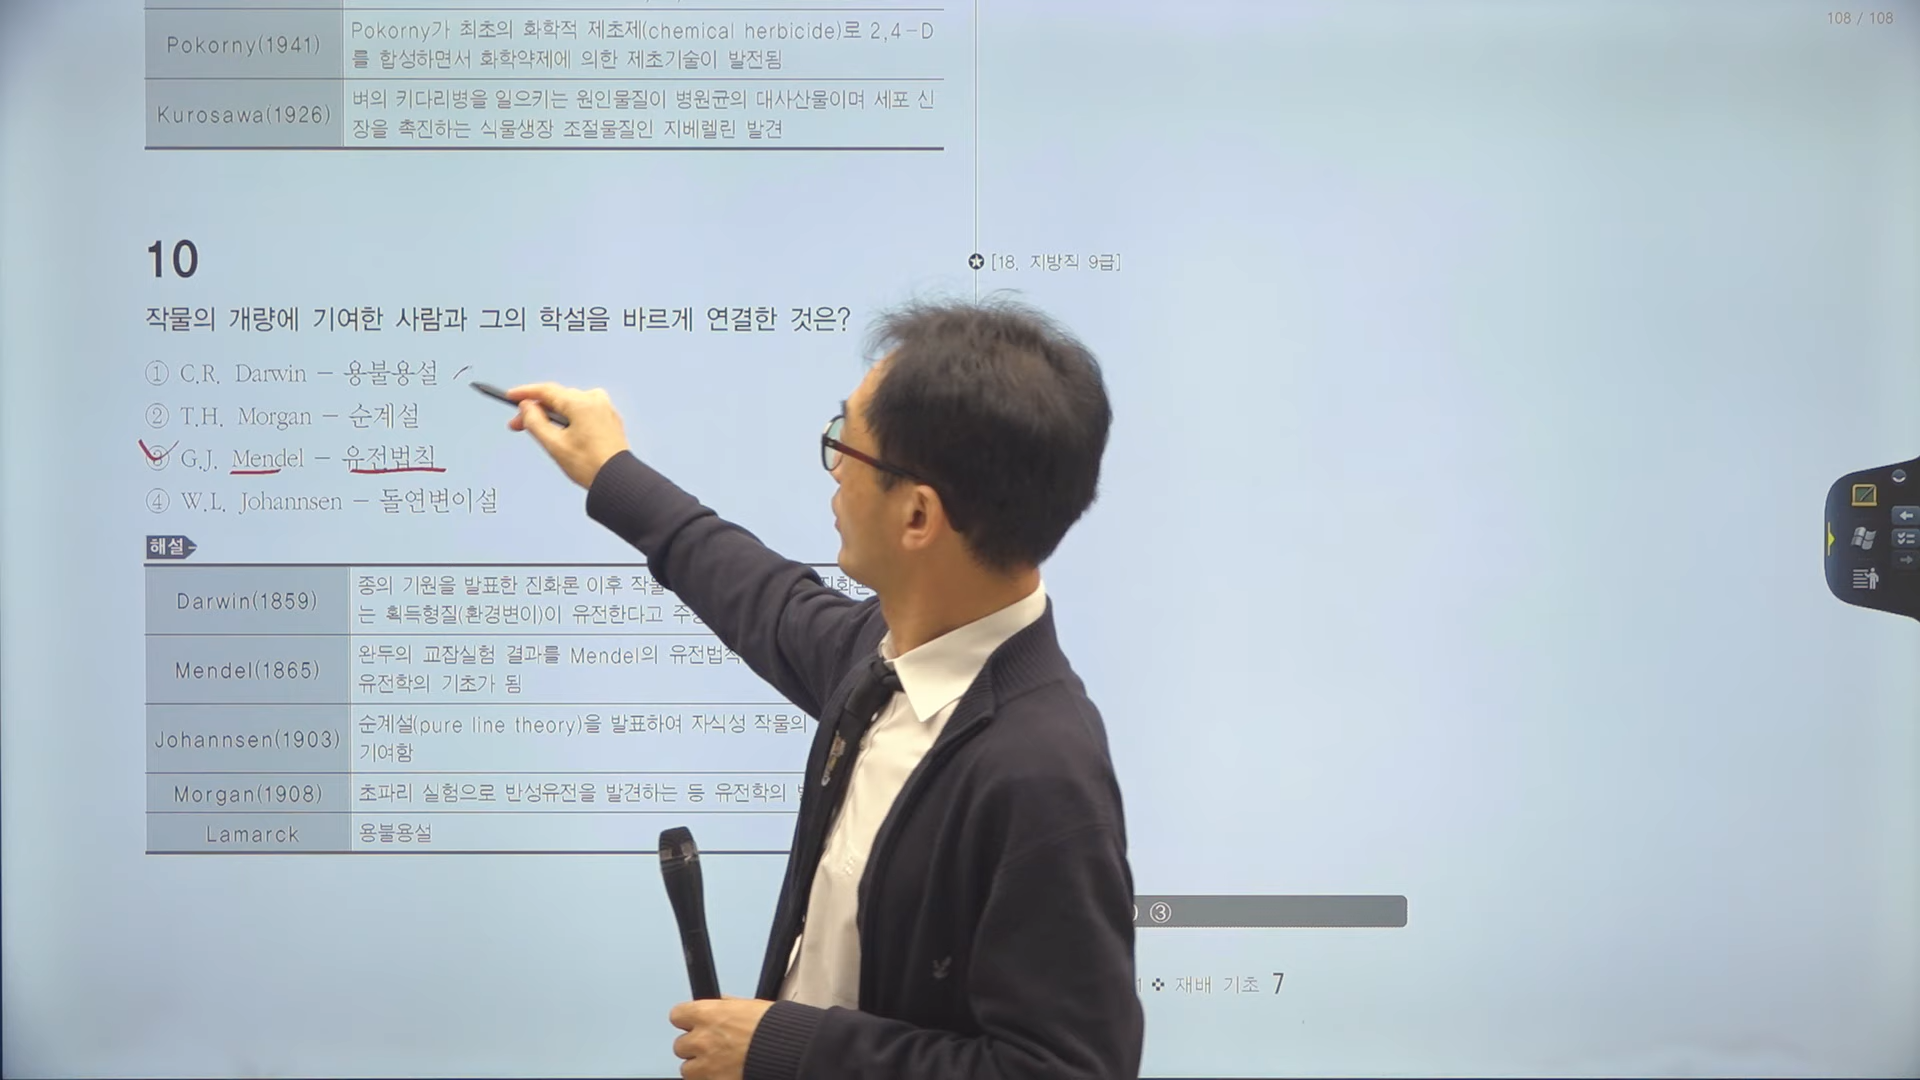 108 / 108
Pokorny(1941)
Pokorny가 최초의 화학적 제초제(chemical herbicide)로 2,4-D
를 합성하면서 화학약제에 의한 제초기술이 발전됨
Kurosawa(1926)
벼의 키다리병을 일으키는 원인물질이 병원균의 대사산물이며 세포 신
장을 촉진하는 식물생장 조절물질인 지베렐린 발견
10
[18. 지방직 9급]
작물의 개량에 기여한 사람과 그의 학설을 바르게 연결한 것은?
① C.R. Darwin - 용불용설
② T.H. Morgan - 순계설
③ G.J. Mendel - 유전법칙
④ W.L. Johannsen - 돌연변이설
해설
Darwin(1859)
종의 기원을 발표한 진화론 이후
는 획득형질(환경변이)이 유전한다고
Mendel(1865)
완두의 교잡실험 결과를 Mendel의 유전법칙
유전학의 기초가 됨
Johannsen(1903)
순계설(pure line theory)을 발표하여 자식성 작물의
기여함
Morgan(1908)
초파리 실험으로 반성유전을 발견하는 등 유전학의
Lamarck
용불용설
③
1 재배 기초 7